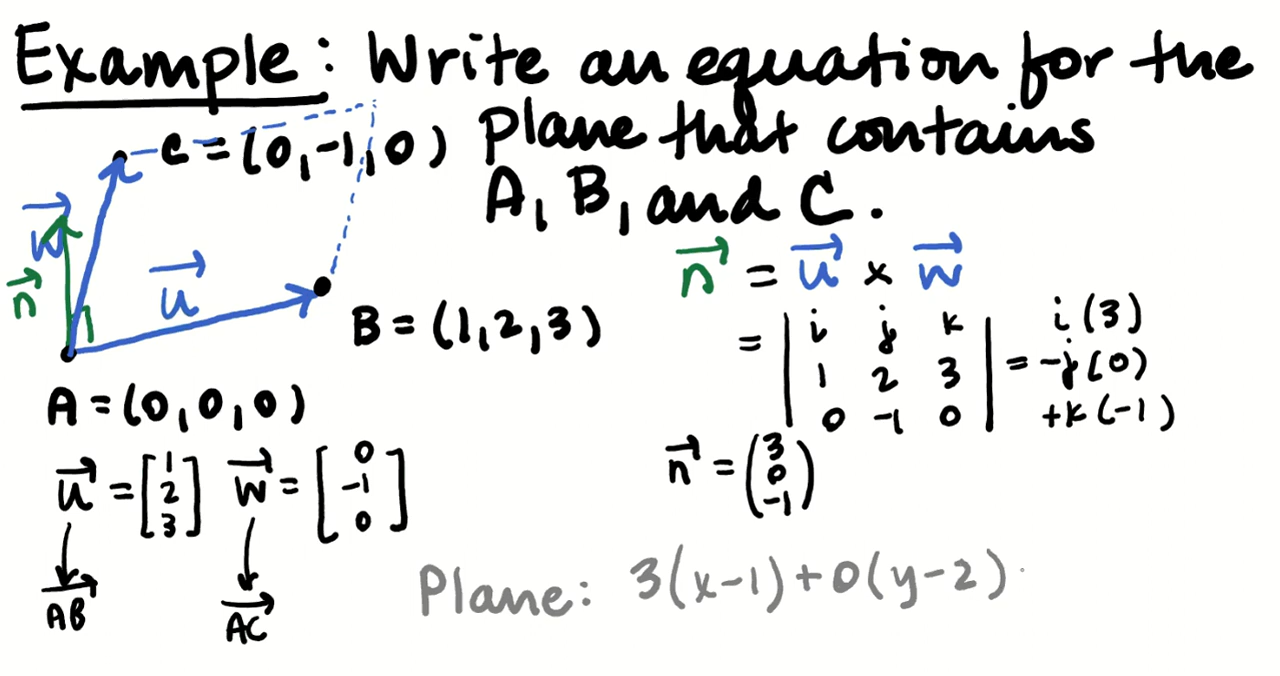 Example: Write an equation for the
C = (0,-1,0) Plane that contains
A, B, and C.
w
n
u
n = u × w
B = (1,2,3)
= | i j k | = i(3)
| 1 2 3 | -j(0)
| 0 -1 0 | +k(-1)
A = (0,0,0)
u = [1 2 3] w = [0 -1 0]
n = (3 0 -1)
AB AC
Plane: 3(x-1)+0(y-2)